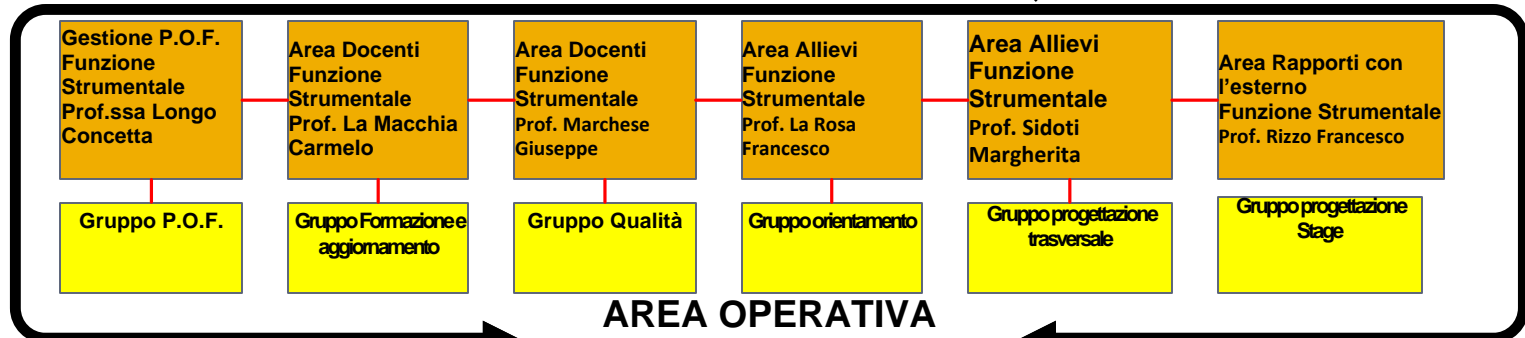 Gestione P.O.F.
Funzione
Strumentale
Prof.ssa Longo
Concetta
Area Docenti
Funzione
Strumentale
Prof. La Macchia
Carmelo
Area Docenti
Funzione
Strumentale
Prof. Marchese
Giuseppe
Area Allievi
Funzione
Strumentale
Prof. La Rosa
Francesco
Area Allievi
Funzione
Strumentale
Prof. Sidoti
Margherita
Area Rapporti con
l’esterno
Funzione Strumentale
Prof. Rizzo Francesco
Gruppo P.O.F.
Gruppo Formazione e
aggiornamento
Gruppo Qualità
Gruppo orientamento
Gruppo progettazione
trasversale
Gruppo progettazione
Stage
AREA OPERATIVA